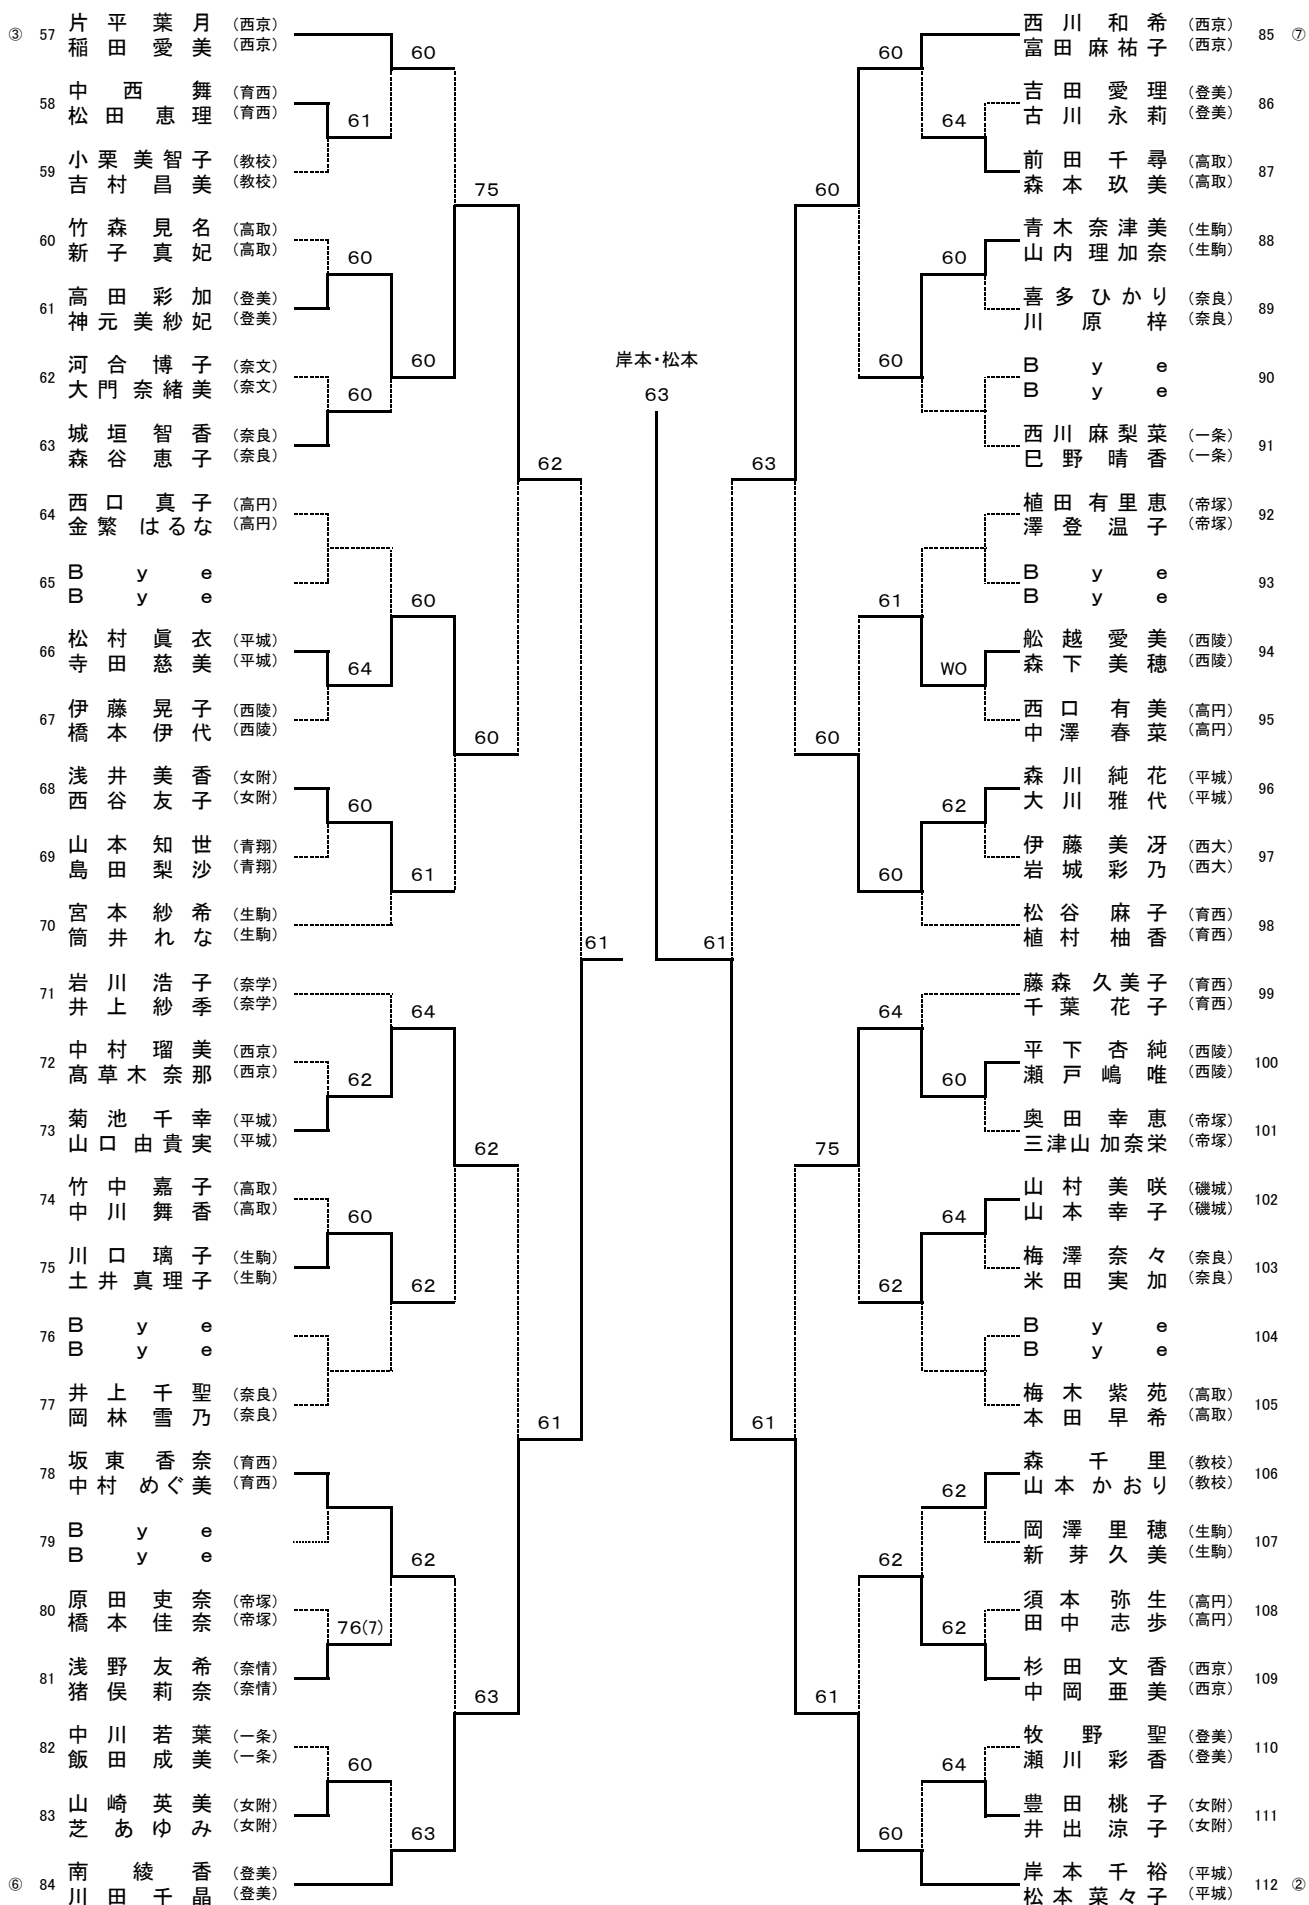 ③ 57 片平葉月 (西京)
稲田愛美 (西京)
58 中西舞 (育西)
松田恵理 (育西)
59 小栗美智子 (教校)
吉村昌美 (教校)
60 竹森見名 (高取)
新子真妃 (高取)
61 高田彩加 (登美)
神元美紗妃 (登美)
62 河合博子 (奈文)
大門奈緒美 (奈文)
63 城垣智香 (奈良)
森谷恵子 (奈良)
64 西口真子 (高円)
金繁はるな (高円)
65 Bye
Bye
66 松村眞衣 (平城)
寺田慈美 (平城)
67 伊藤晃子 (西陵)
橋本伊代 (西陵)
68 浅井美香 (女附)
西谷友子 (女附)
69 山本知世 (青翔)
島田梨沙 (青翔)
70 宮本紗希 (生駒)
筒井れな (生駒)
71 岩川浩子 (奈学)
井上紗季 (奈学)
72 中村瑠美 (西京)
髙草木奈那 (西京)
73 菊池千幸 (平城)
山口由貴実 (平城)
74 竹中嘉子 (高取)
中川舞香 (高取)
75 川口璃子 (生駒)
土井真理子 (生駒)
76 Bye
Bye
77 井上千聖 (奈良)
岡林雪乃 (奈良)
78 坂東香奈 (育西)
中村めぐ美 (育西)
79 Bye
Bye
80 原田吏奈 (帝塚)
橋本佳奈 (帝塚)
81 浅野友希 (奈情)
猪俣莉奈 (奈情)
82 中川若葉 (一条)
飯田成美 (一条)
83 山崎英美 (女附)
芝あゆみ (女附)
⑥ 84 南綾香 (登美)
川田千晶 (登美)
61
60
60
64
60
62
60
76(7)
60
60
60
60
61
64
62
62
63
75
60
62
63
62
61
61
岸本・松本
63
61
63
61
60
60
75
61
60
60
61
60
64
62
62
60
64
60
WO
62
60
64
62
62
64
西川和希 (西京) 85 ⑦
富田麻祐子 (西京)
吉田愛理 (登美) 86
古川永莉 (登美)
前田千尋 (高取) 87
森本玖美 (高取)
青木奈津美 (生駒) 88
山内理加奈 (生駒)
喜多ひかり (奈良) 89
川原梓 (奈良)
Bye 90
Bye
西川麻梨菜 (一条) 91
巳野晴香 (一条)
植田有里恵 (帝塚) 92
澤登温子 (帝塚)
Bye 93
Bye
舩越愛美 (西陵) 94
森下美穂 (西陵)
西口有美 (高円) 95
中澤春菜 (高円)
森川純花 (平城) 96
大川雅代 (平城)
伊藤美冴 (西大) 97
岩城彩乃 (西大)
松谷麻子 (育西) 98
植村柚香 (育西)
藤森久美子 (育西) 99
千葉花子 (育西)
平下杏純 (西陵) 100
瀬戸嶋唯 (西陵)
奥田幸恵 (帝塚) 101
三津山加奈栄 (帝塚)
山村美咲 (磯城) 102
山本幸子 (磯城)
梅澤奈々 (奈良) 103
米田実加 (奈良)
Bye 104
Bye
梅木紫苑 (高取) 105
本田早希 (高取)
森千里 (教校) 106
山本かおり (教校)
岡澤里穂 (生駒) 107
新芽久美 (生駒)
須本弥生 (高円) 108
田中志歩 (高円)
杉田文香 (西京) 109
中岡亜美 (西京)
牧野聖 (登美) 110
瀬川彩香 (登美)
豊田桃子 (女附) 111
井出涼子 (女附)
岸本千裕 (平城) 112 ②
松本菜々子 (平城)